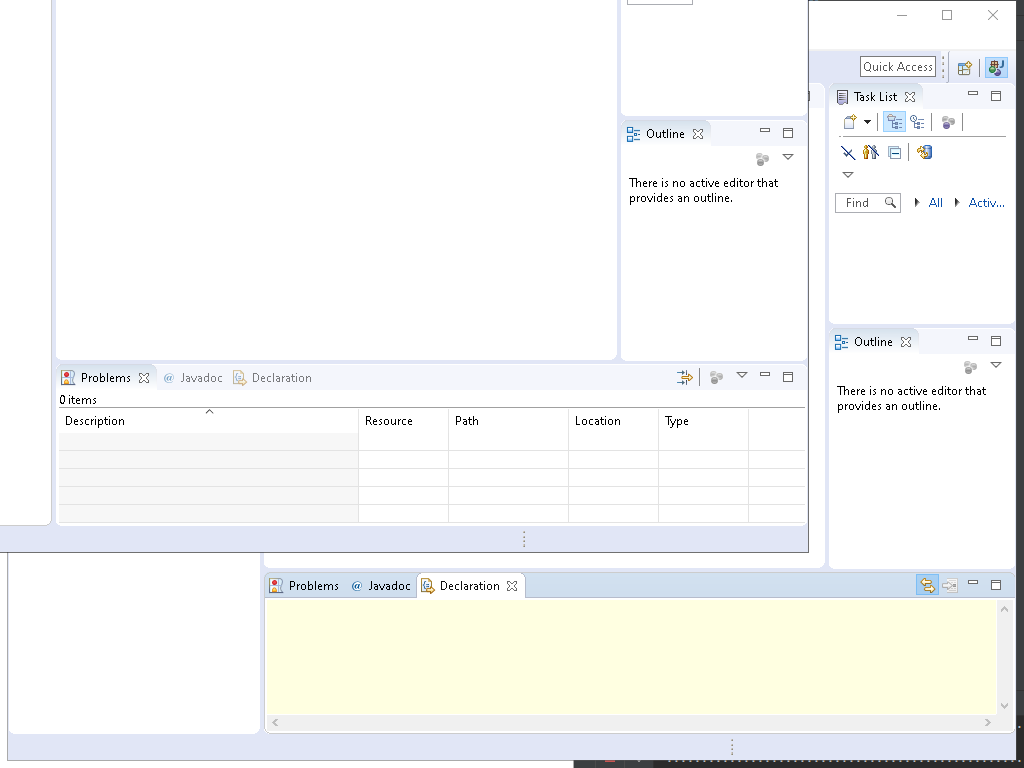 Quick Access
Task List
Find
All
Activ...
Outline
There is no active editor that
provides an outline.
Problems
@ Javadoc
Declaration
0 items
Description
Resource
Path
Location
Type
Outline
There is no active editor that
provides an outline.
Problems
@ Javadoc
Declaration